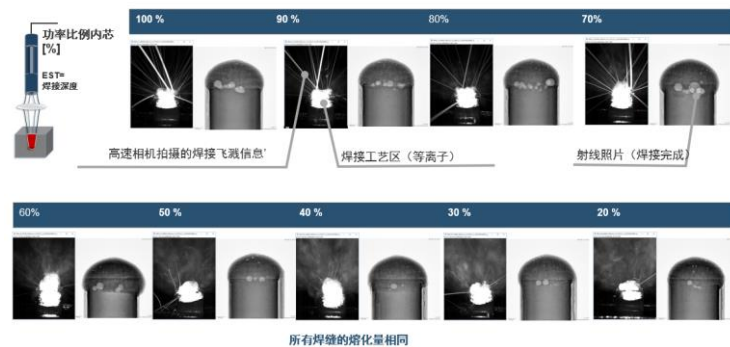 功率比例内芯
[%]
EST=
焊接深度
100 %
90 %
80%
70%
高速相机拍摄的焊接飞溅信息'
焊接工艺区（等离子）
射线照片（焊接完成）
60%
50 %
40 %
30 %
20 %
所有焊缝的熔化量相同